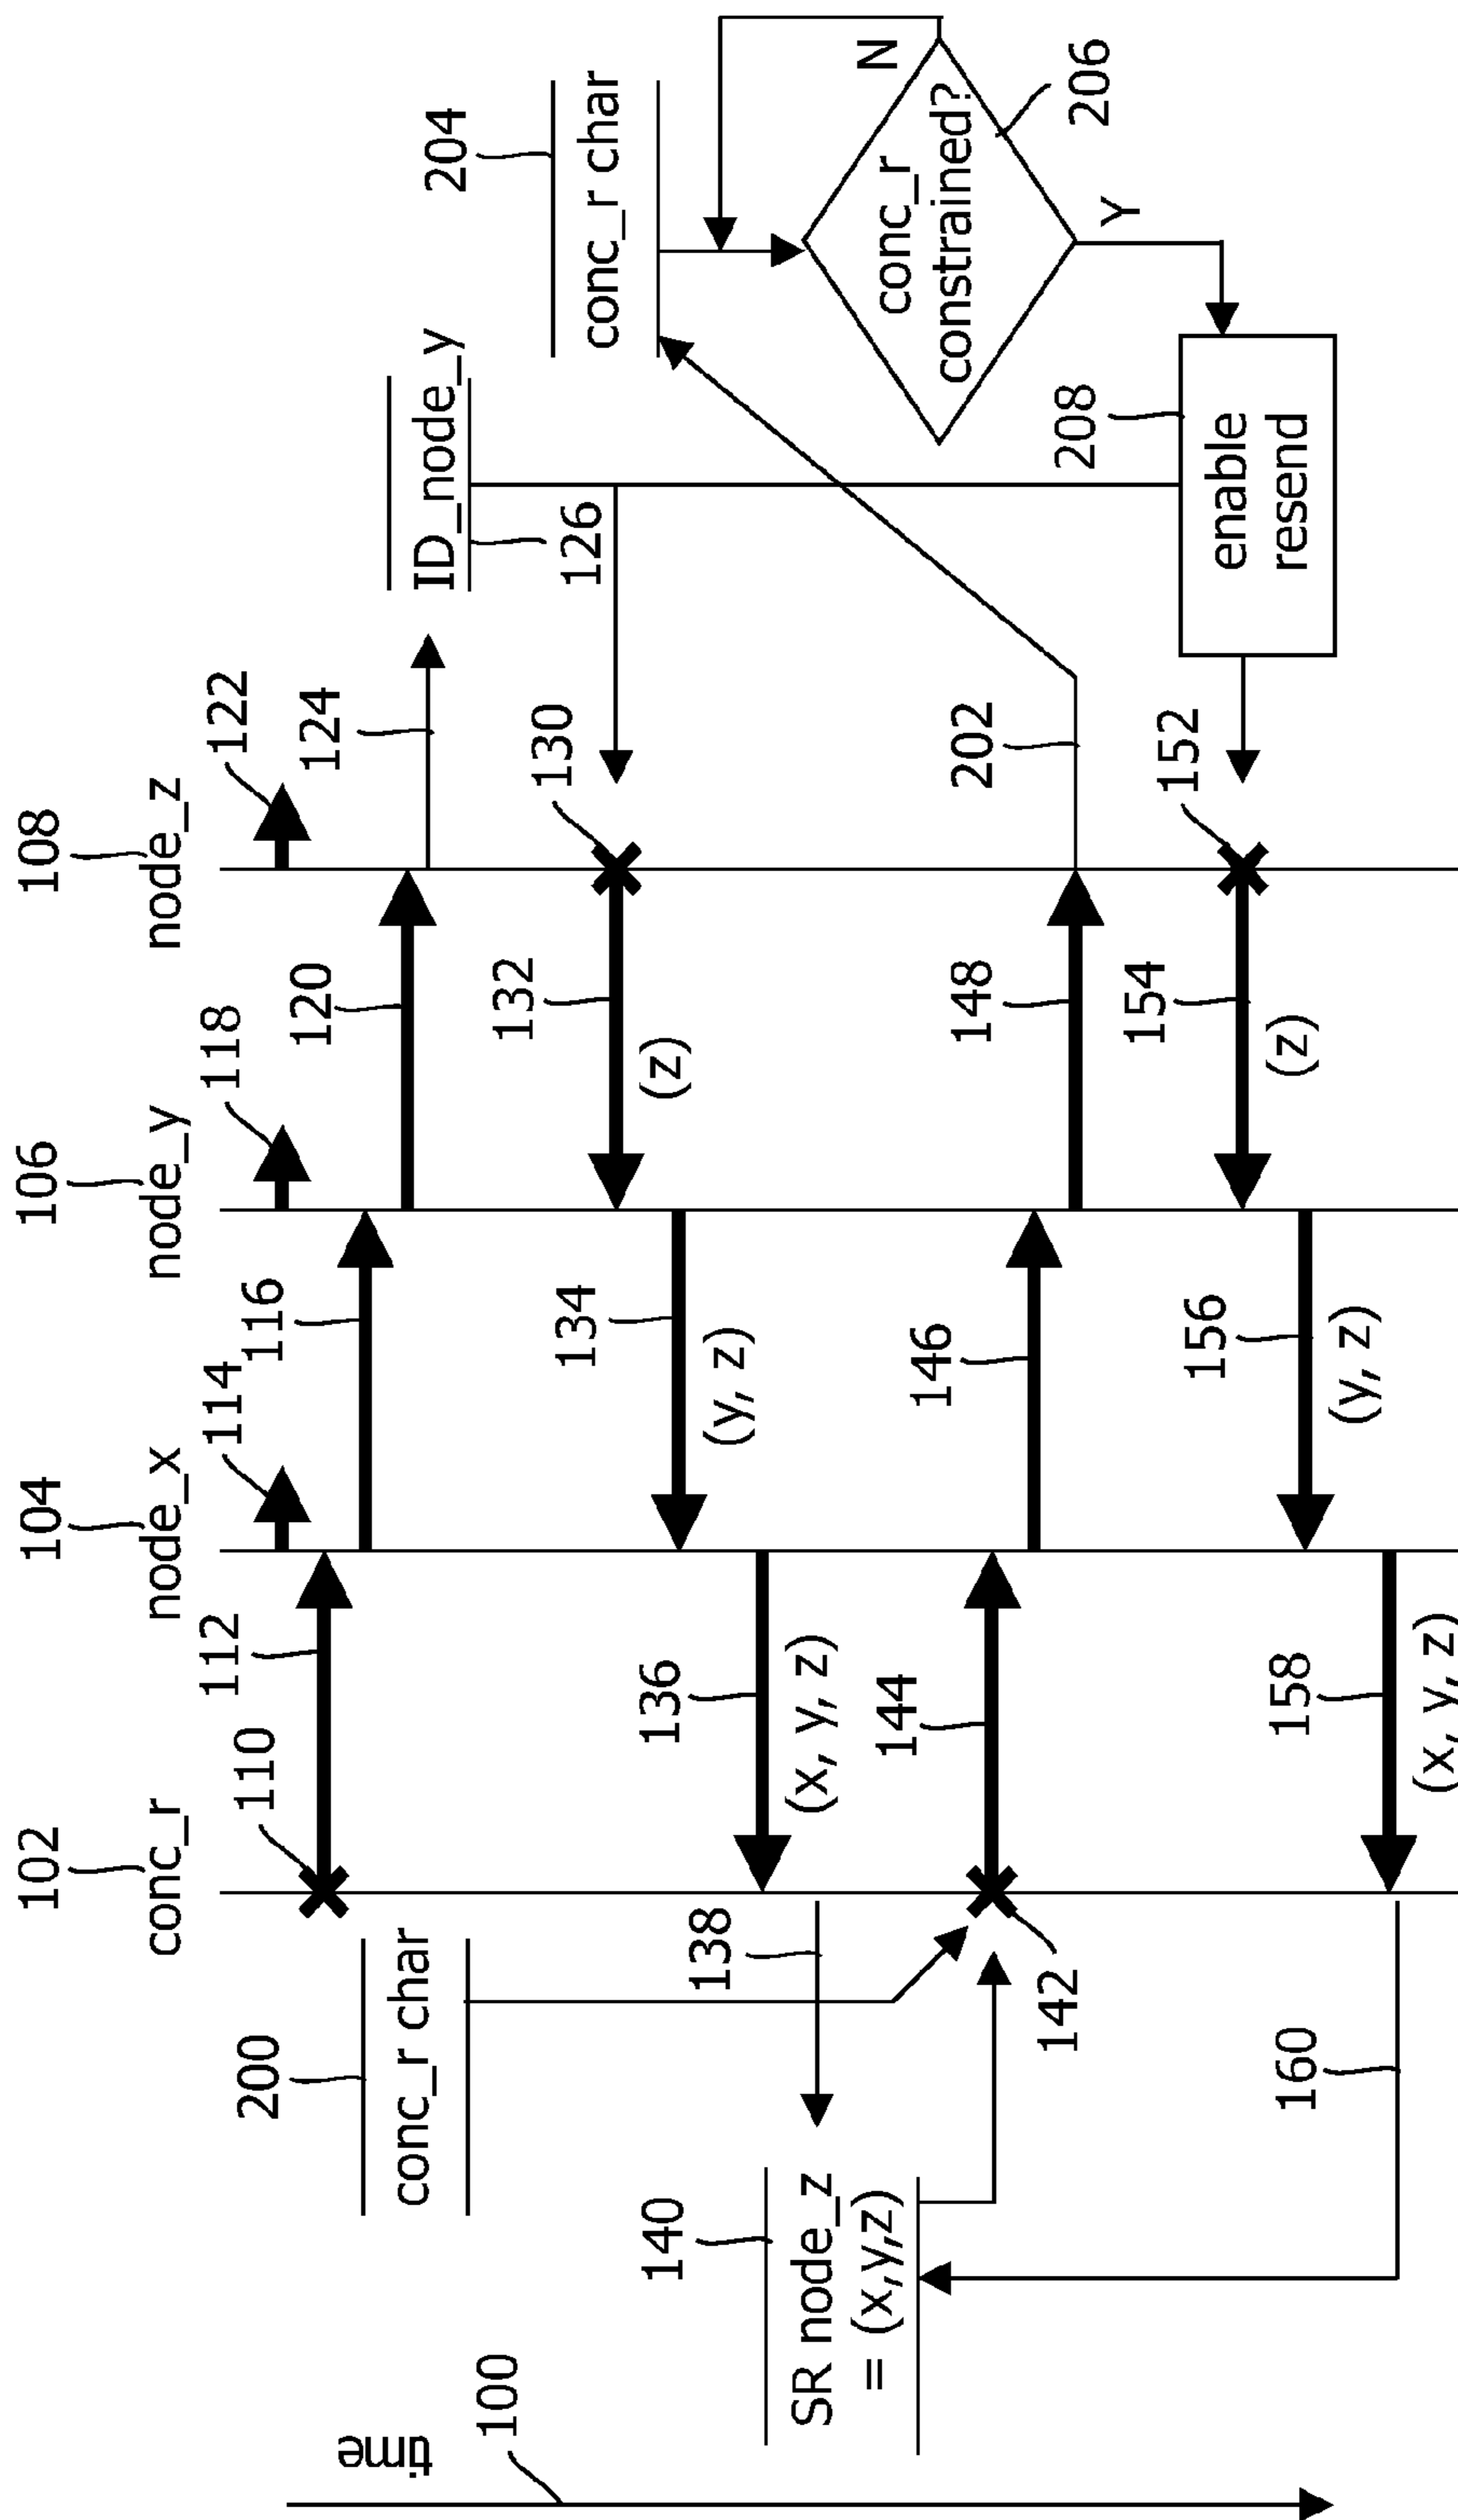 102
104
106
108
conc_r
node_x
node_y
node_z
112
114
118
122
110
116
120
124
200
time
conc_r char
ID_node_y
204
100
132
130
134
126
conc_r char
140
136
(z)
138
(y, z)
SR node_z
= (x,y,z)
(x, y, z)
N
144
conc_r
constrained?
146
148
202
142
208
206
Y
154
152
156
enable
resend
160
158
(z)
(y, z)
(x, y, z)